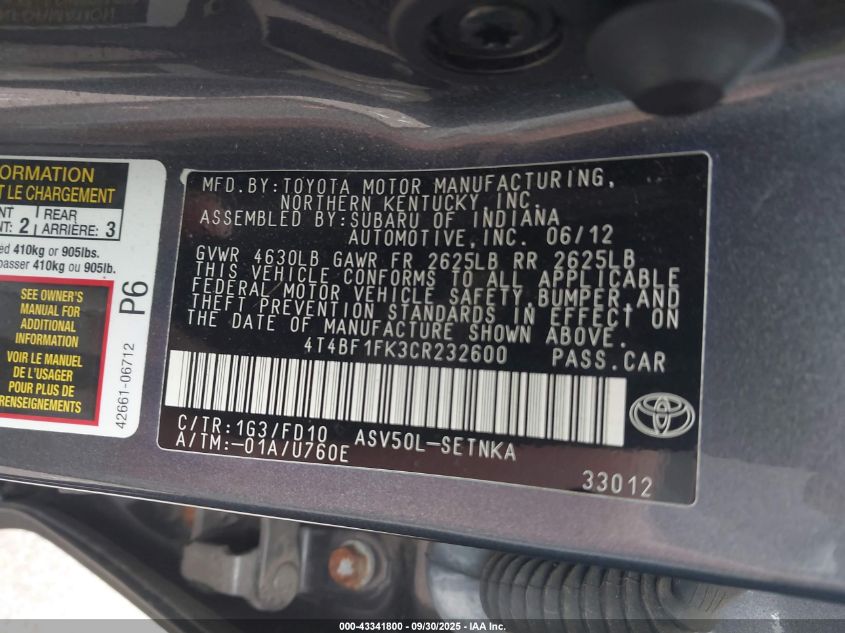 ORMATION
T LE CHARGEMENT
NT 2 REAR 3
NT: ARRIÈRE:
ed 410kg or 905lbs.
passer 410kg ou 905lb.
SEE OWNER'S
MANUAL FOR
ADDITIONAL
INFORMATION
VOIR LE MANUEL
DE L'USAGER
POUR PLUS DE
RENSEIGNEMENTS
P6
42661-06712
MFD.BY:TOYOTA MOTOR MANUFACTURING,
NORTHERN KENTUCKY,INC.
ASSEMBLED BY:SUBARU OF INDIANA
AUTOMOTIVE,INC. 06/12
GVWR 4630LB GAWR FR 2625LB RR 2625LB
THIS VEHICLE CONFORMS TO ALL APPLICABLE
FEDERAL MOTOR VEHICLE SAFETY,BUMPER,AND
THEFT PREVENTION STANDARDS IN EFFECT ON
THE DATE OF MANUFACTURE SHOWN ABOVE.
4T4BF1FK3CR232600 PASS.CAR
C/TR:1G3/FD10 ASV50L-SETNKA
A/TM:-01A/U760E
33012
000-43341800 - 09/30/2025 - IAA, Inc.